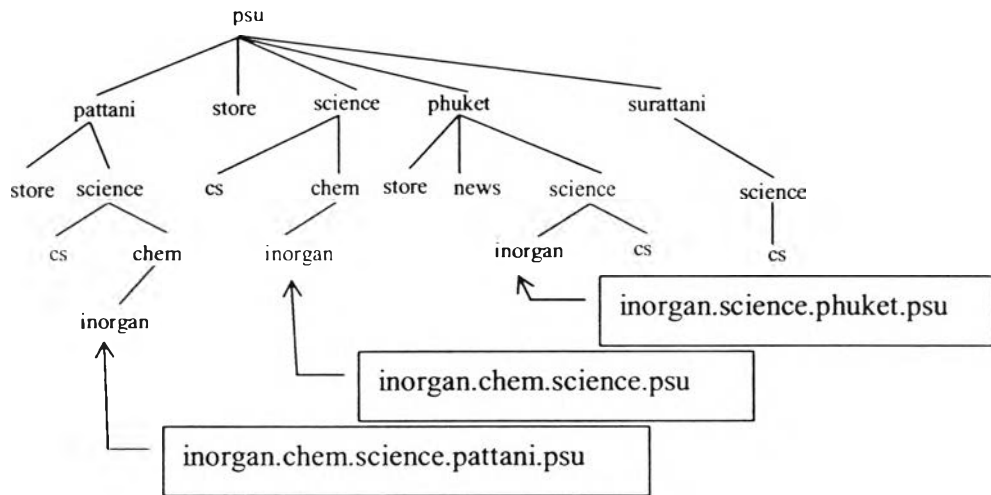 psu
pattani store science phuket surattani
store science cs chem store news science science
cs chem inorgan inorgan cs cs
inorgan
inorgan.science.phuket.psu
inorgan.chem.science.psu
inorgan.chem.science.pattani.psu